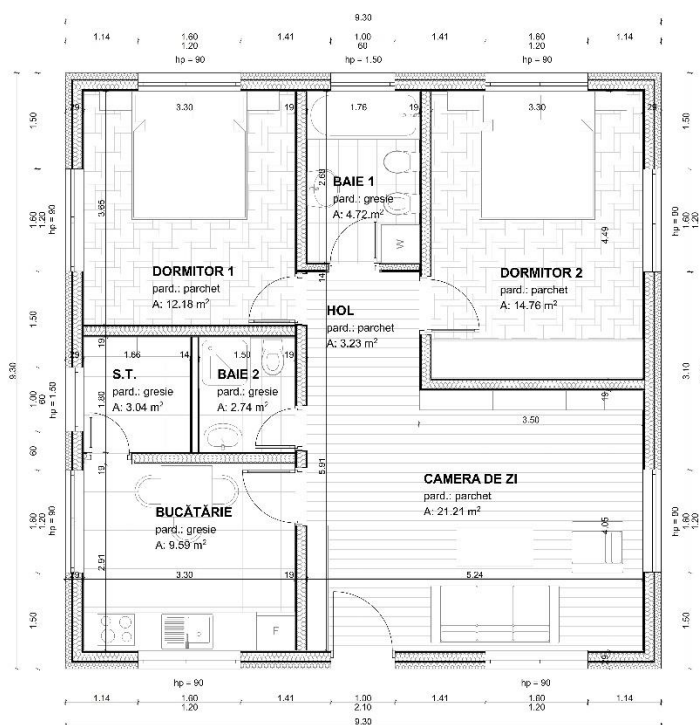 9.30
1.14 1.60 1.41 1.00 1.41 1.60 1.14
1.20 60 1.20
hp = 90 hp = 1.50 hp = 90
29 3.30 19 1.76 19 3.30 29
1.50
1.50
BAIE 1
pard.: gresie
A: 4.72 m²
2.68
3.65
4.49
1.60
1.20
hp = 90
1.60
1.20
hp = 90
W
DORMITOR 1
pard.: parchet
A: 12.18 m²
DORMITOR 2
pard.: parchet
A: 14.76 m²
14
HOL
pard.: parchet
A: 3.23 m²
1.50
9.30
3.10
19
29 1.66 14 1.50 19
S.T.
pard.: gresie
A: 3.04 m²
1.80
BAIE 2
pard.: gresie
A: 2.74 m²
1.00
60
hp = 1.50
19
3.50
60
19
5.91
CAMERA DE ZI
pard.: parchet
A: 21.21 m²
BUCĂTĂRIE
pard.: gresie
A: 9.59 m²
1.80
1.20
hp = 90
4.05
1.80
1.20
hp = 90
2.91
29 3.30 19 5.24 29
1.50
1.50
F
29
hp = 90 hp = 90
1.14 1.60 1.41 1.00 1.41 1.60 1.14
1.20 2.10 1.20
9.30